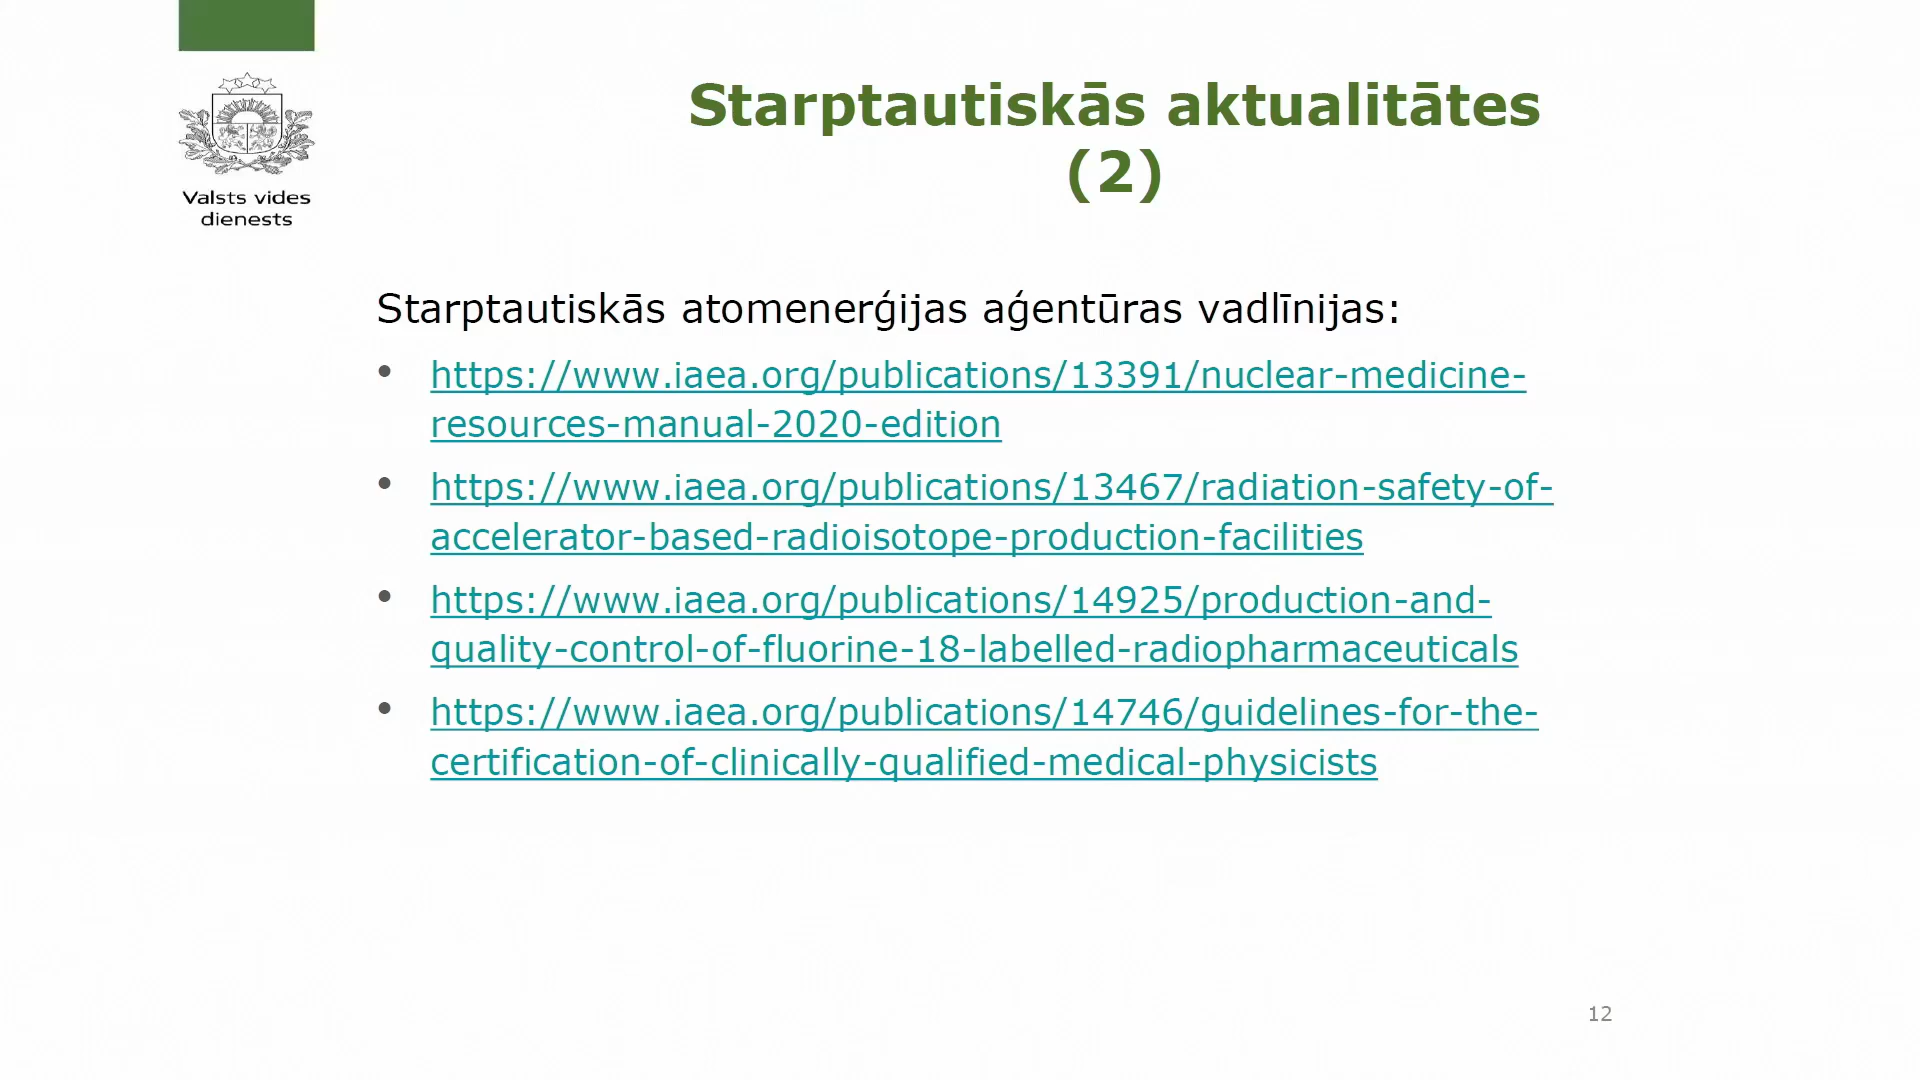 Valsts vides
dienests
Starptautiskās aktualitātes
(2)
Starptautiskās atomenerģijas aģentūras vadlīnijas:
• https://www.iaea.org/publications/13391/nuclear-medicine-
resources-manual-2020-edition
• https://www.iaea.org/publications/13467/radiation-safety-of-
accelerator-based-radioisotope-production-facilities
• https://www.iaea.org/publications/14925/production-and-
quality-control-of-fluorine-18-labelled-radiopharmaceuticals
• https://www.iaea.org/publications/14746/guidelines-for-the-
certification-of-clinically-qualified-medical-physicists
12